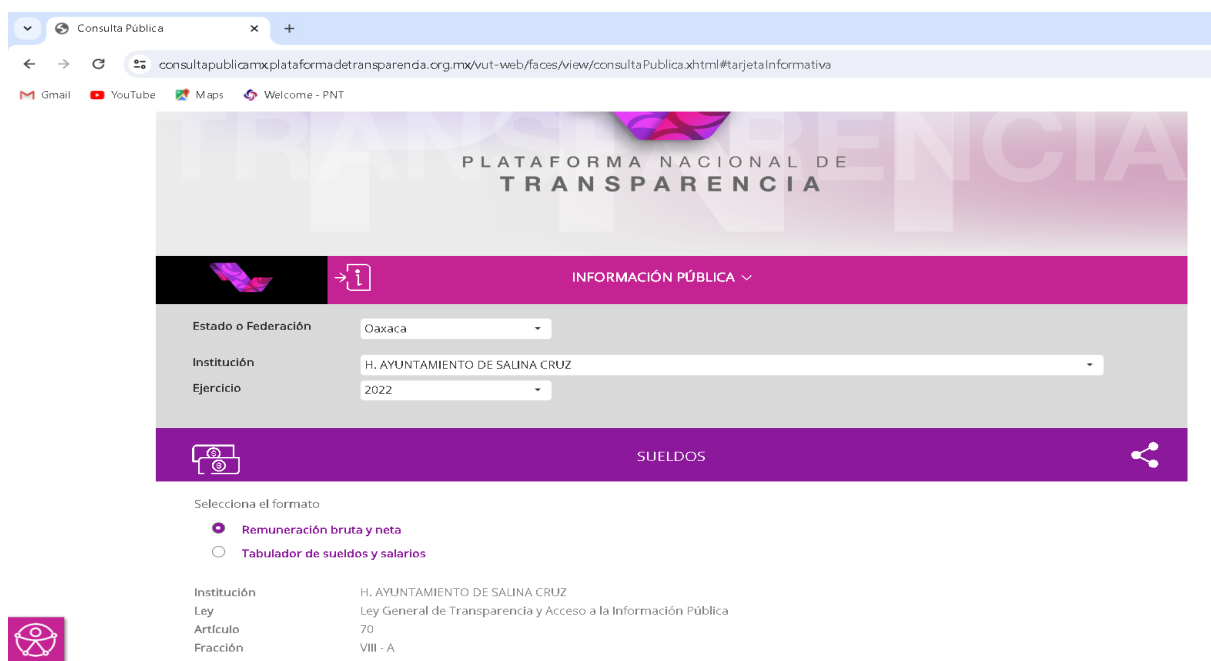 Consulta Pública
consultapublicamx.plataformadetransparencia.org.mx/vut-web/faces/view/consultaPublica.xhtml#tarjetaInformativa
Gmail YouTube Maps Welcome - PNT
TRANSPARENCIA
PLATAFORMA NACIONAL DE
TRANSPARENCIA
PNT
INFORMACIÓN PÚBLICA
Estado o Federación Oaxaca
Institución H. AYUNTAMIENTO DE SALINA CRUZ
Ejercicio 2022
SUELDOS
Selecciona el formato
Remuneración bruta y neta
Tabulador de sueldos y salarios
Institución H. AYUNTAMIENTO DE SALINA CRUZ
Ley Ley General de Transparencia y Acceso a la Información Pública
Artículo 70
Fracción VIII - A